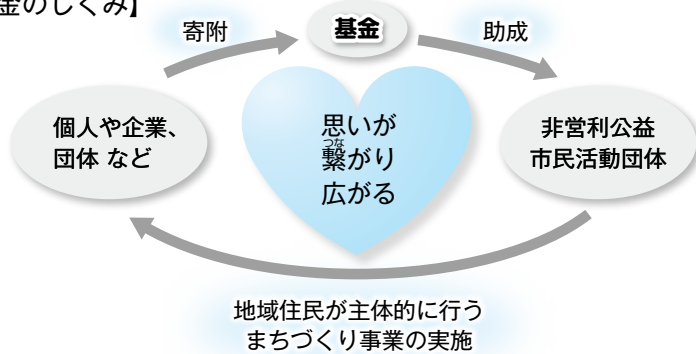 金のしくみ】
寄附
基金
助成
個人や企業、
団体 など
思いが
繋がり
つな
広がる
非営利公益
市民活動団体
地域住民が主体的に行う
まちづくり事業の実施